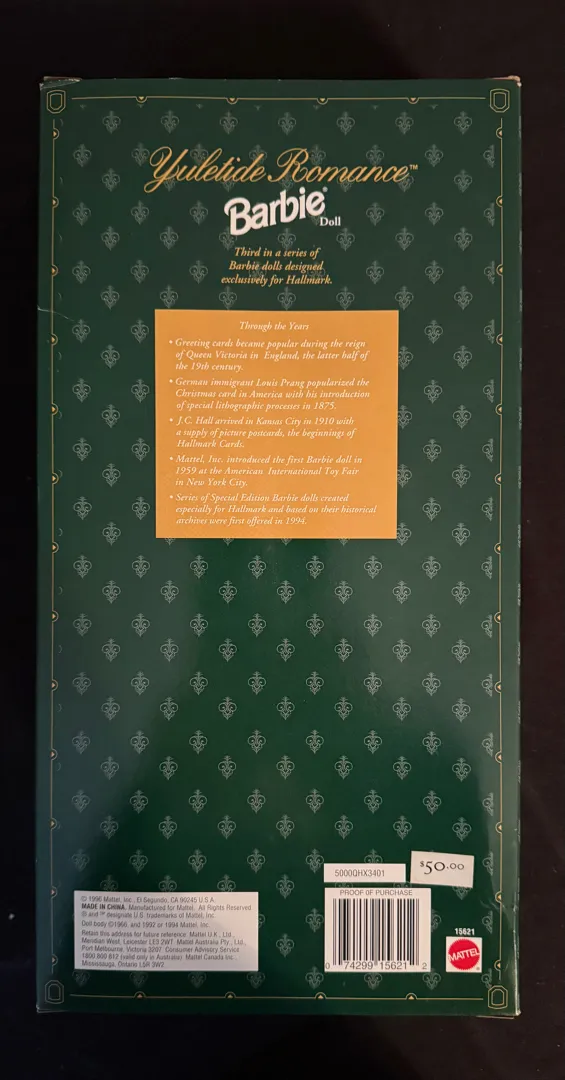 Yuletide Romance™
Barbie® Doll
Third in a series of
Barbie dolls designed
exclusively for Hallmark.
Through the Years
• Greeting cards became popular during the reign
of Queen Victoria in England, the latter half of
the 19th century.
• German immigrant Louis Prang popularized the
Christmas card in America with his introduction
of special lithographic processes in 1875.
• J.C. Hall arrived in Kansas City in 1910 with
a supply of picture postcards, the beginnings of
Hallmark Cards.
• Mattel, Inc. introduced the first Barbie doll in
1959 at the American International Toy Fair
in New York City.
• Series of Special Edition Barbie dolls created
especially for Hallmark and based on their historical
archives were first offered in 1994.
5000QHX3401
$50.00
PROOF OF PURCHASE
© 1996 Mattel, Inc., El Segundo, CA 90245 U.S.A.
MADE IN CHINA. Manufactured for Mattel. All Rights Reserved
® and ™ designate U.S. trademarks of Mattel, Inc.
Doll body ©1966, and 1992 or 1994 Mattel, Inc.
Retain this address for future reference: Mattel U.K., Ltd.,
Meridian West, Leicester LE3 2WT. Mattel Australia Pty., Ltd.,
Port Melbourne, Victoria 3207. Consumer Advisory Service
1800 800 812 (valid only in Australia). Mattel Canada Inc.,
Mississauga, Ontario L5R 3W2.
0 74299 15621 2
15621
MATTEL